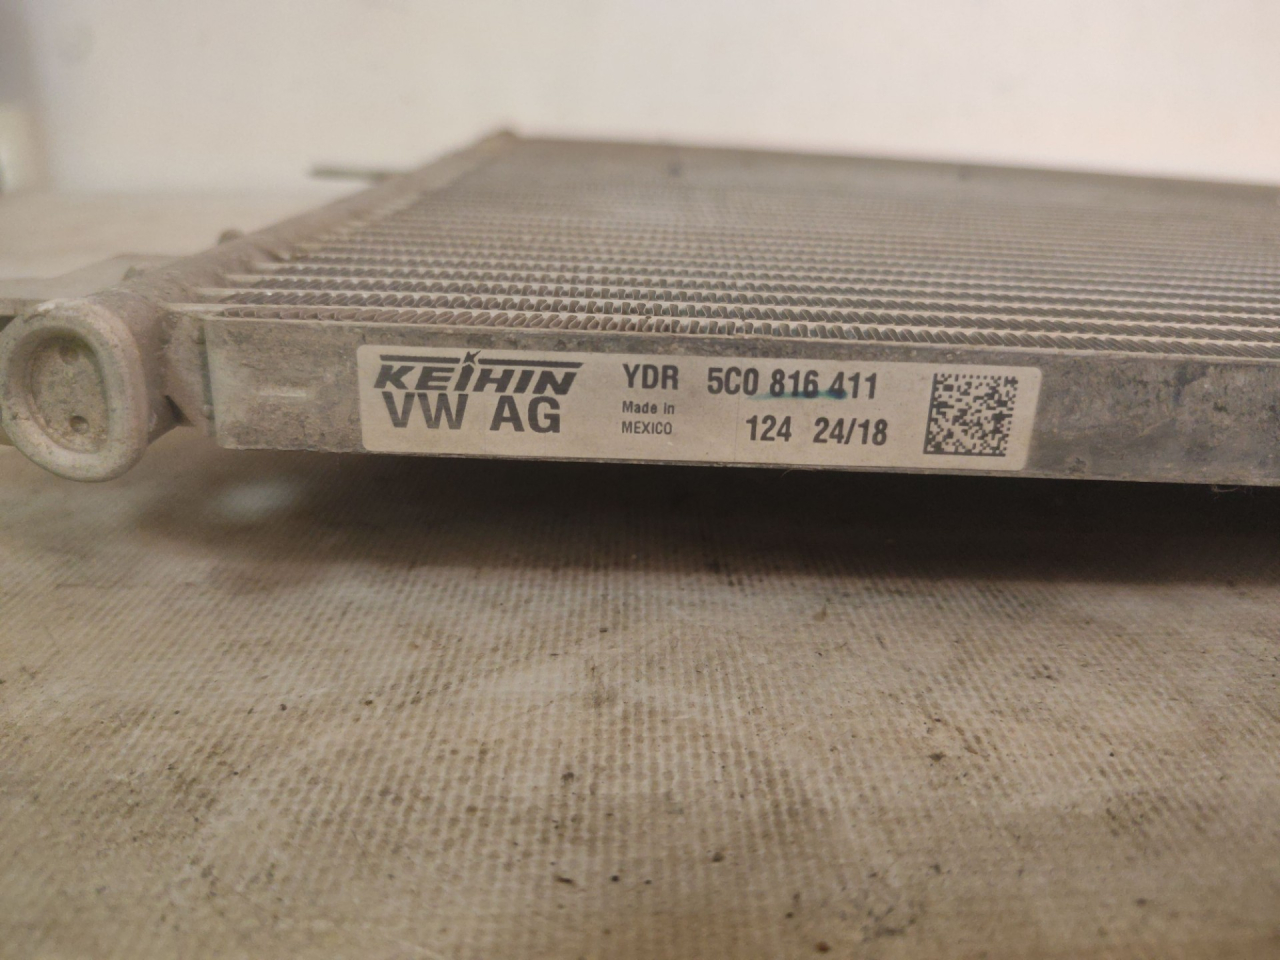 KEIHIN YDR 5C0 816 411
VW AG Made in
MEXICO 124 24/18